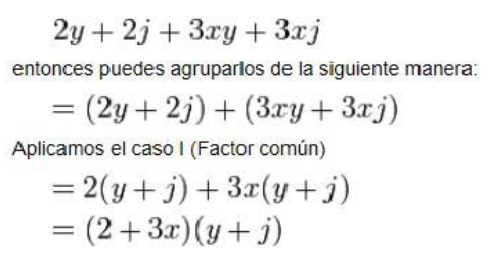 2y + 2j + 3xy + 3xj
entonces puedes agruparlos de la siguiente manera:
= (2y + 2j) + (3xy + 3xj)
Aplicamos el caso I (Factor común)
= 2(y + j) + 3x(y + j)
= (2 + 3x)(y + j)